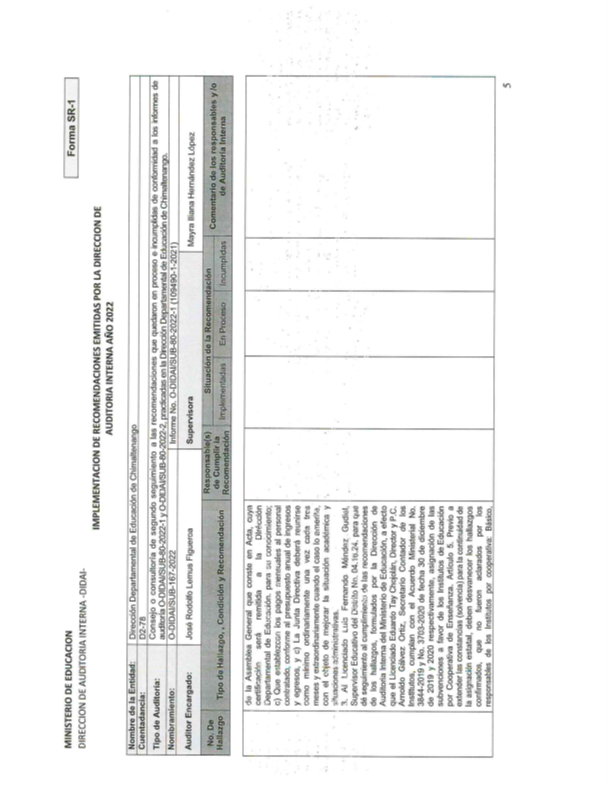 MINISTERIO DE EDUCACION
DIRECCION DE AUDITORIA INTERNA -DIDAI-
Forma SR-1
IMPLEMENTACION DE RECOMENDACIONES EMITIDAS POR LA DIRECCION DE
AUDITORIA INTERNA AÑO 2022
Nombre de la Entidad: Dirección Departamental de Educación de Chimaltenango
Cuentadancia: D2-78
Tipo de Auditoría: Consejo o consultoría de segundo seguimiento a las recomendaciones que quedaron en proceso e incumplidas de conformidad a los informes de
auditoría O-DIDAI/SUB-80-2022-1 y O-DIDAI/SUB-80-2022-2, practicadas en la Dirección Departamental de Educación de Chimaltenango.
Nombramiento: O-DIDAI/SUB-167-2022 Informe No. O-DIDAI/SUB-80-2022-1 (109490-1-2021)
Auditor Encargado: José Rodolfo Lemus Figueroa Supervisora Mayra Iliana Hernández López
No. De Hallazgo
Tipo de Hallazgo, , Condición y Recomendación
Responsable(s) de Cumplir la Recomendación
Situación de la Recomendación
Implementadas En Proceso Incumplidas
Comentario de los responsables y /o de Auditoría Interna
de la Asamblea General que conste en Acta, cuya
certificación será remitida a la Dirección
Departamental de Educación, para su conocimiento;
c) Que establezcan los pagos mensuales al personal
contratado, conforme al presupuesto anual de ingresos
y egresos, y c) La Junta Directiva deberá reunirse
como mínimo, ordinariamente una vez cada tres
meses y extraordinariamente cuando el caso lo amerite,
con el objeto de mejorar la situación académica y
situaciones administrativas.
3. Al Licenciado Luiz Fernando Méndez Gudiel,
Supervisor Educativo del Distrito No. 04.16.24, para que
dé seguimiento al cumplimiento de las recomendaciones
de los hallazgos, formulados por la Dirección de
Auditoría Interna del Ministerio de Educación, a efecto
que el Licenciado Eduardo Tay Chopián, Director y P.C.
Arnoldo Gálvez Ortiz, Secretario Contador de los
Institutos, cumplan con el Acuerdo Ministerial No.
3844-2019 y No. 3703-2020 de fecha 30 de diciembre
de 2019 y 2020 respectivamente, asignación de las
subvenciones a favor de los Institutos de Educación
por Cooperativa de Enseñanza, Artículo 5. Previo a
extender las constancias (solvencia) para la continuidad de
la asignación estatal, deben desvanecer los hallazgos
confirmados, que no fueron aclarados por los
responsables de los Institutos por cooperativa: Básico,
5